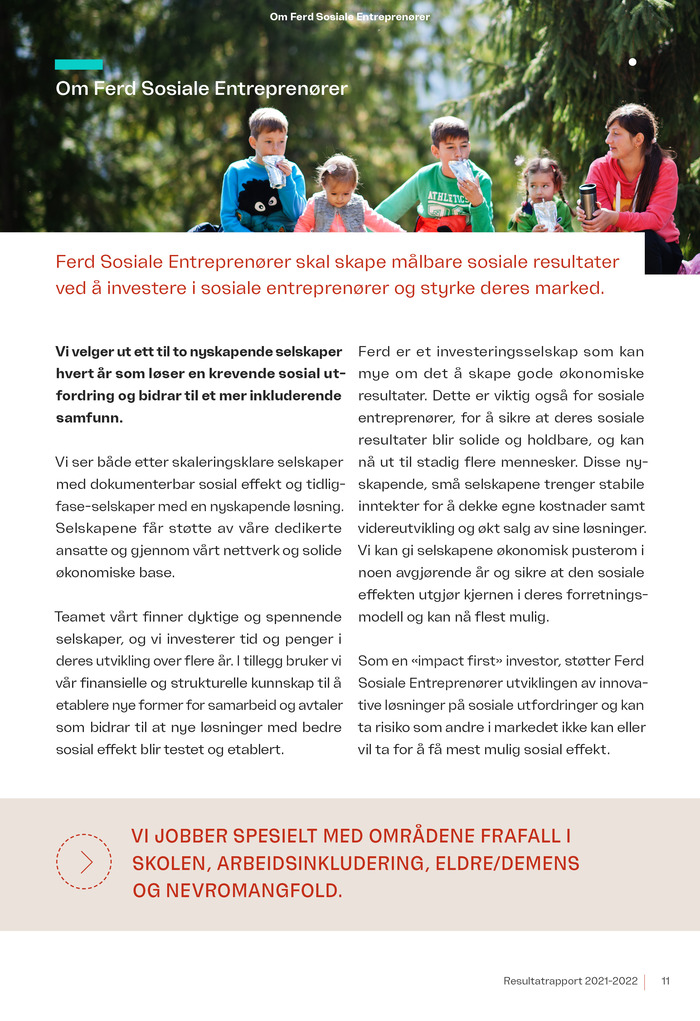 Om Ferd Sosiale Entreprenører
Om Ferd Sosiale Entreprenører
ATHLETICS
Ferd Sosiale Entreprenører skal skape målbare sosiale resultater
ved å investere i sosiale entreprenører og styrke deres marked.
Vi velger ut ett til to nyskapende selskaper
hvert år som løser en krevende sosial ut-
fordring og bidrar til et mer inkluderende
samfunn.
Vi ser både etter skaleringsklare selskaper
med dokumenterbar sosial effekt og tidlig-
fase-selskaper med en nyskapende løsning.
Selskapene får støtte av våre dedikerte
ansatte og gjennom vårt nettverk og solide
økonomiske base.
Teamet vårt finner dyktige og spennende
selskaper, og vi investerer tid og penger i
deres utvikling over flere år. I tillegg bruker vi
vår finansielle og strukturelle kunnskap til å
etablere nye former for samarbeid og avtaler
som bidrar til at nye løsninger med bedre
sosial effekt blir testet og etablert.
Ferd er et investeringsselskap som kan
mye om det å skape gode økonomiske
resultater. Dette er viktig også for sosiale
entreprenører, for å sikre at deres sosiale
resultater blir solide og holdbare, og kan
nå ut til stadig flere mennesker. Disse ny-
skapende, små selskapene trenger stabile
inntekter for å dekke egne kostnader samt
videreutvikling og økt salg av sine løsninger.
Vi kan gi selskapene økonomisk pusterom i
noen avgjørende år og sikre at den sosiale
effekten utgjør kjernen i deres forretnings-
modell og kan nå flest mulig.
Som en «impact first» investor, støtter Ferd
Sosiale Entreprenører utviklingen av innova-
tive løsninger på sosiale utfordringer og kan
ta risiko som andre i markedet ikke kan eller
vil ta for å få mest mulig sosial effekt.
VI JOBBER SPESIELT MED OMRÅDENE FRAFALL I
SKOLEN, ARBEIDSINKLUDERING, ELDRE/DEMENS
OG NEVROMANGFOLD.
Resultatrapport 2021-2022 11